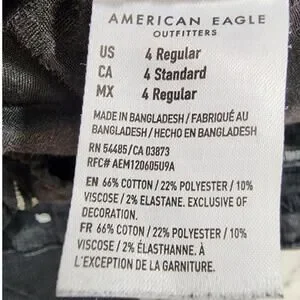 AMERICAN EAGLE
OUTFITTERS
US 4 Regular
CA 4 Standard
MX 4 Regular
MADE IN BANGLADESH / FABRIQUÉ AU
BANGLADESH / HECHO EN BANGLADESH
RN 54485/CA 03873
RFC# AEM120605U9A
EN 66% COTTON / 22% POLYESTER / 10%
VISCOSE / 2% ELASTANE. EXCLUSIVE OF
DECORATION.
FR 66% COTON / 22% POLYESTER / 10%
VISCOSE / 2% ÉLASTHANNE. À
L'EXCEPTION DE LA GARNITURE.